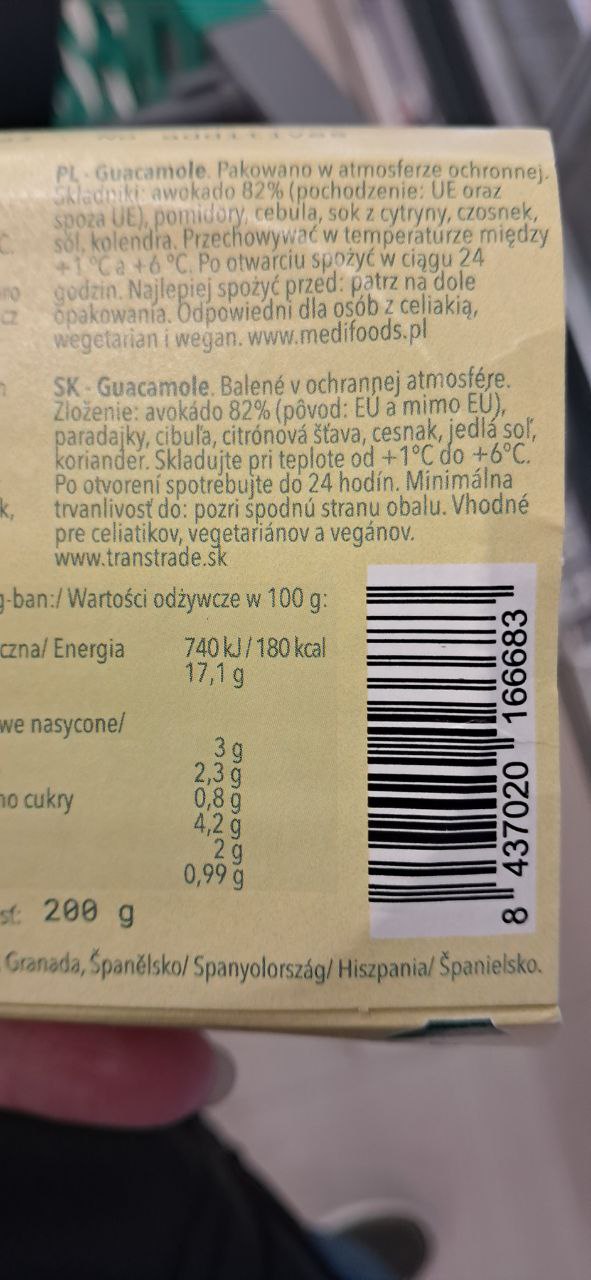 PL - Guacamole. Pakowano w atmosferze ochronnej.
Składniki: awokado 82% (pochodzenie: UE oraz
spoza UE), pomidory, cebula, sok z cytryny, czosnek,
sól, kolendra. Przechowywać w temperaturze między
+1 °C a +6 °C. Po otwarciu spożyć w ciągu 24
godzin. Najlepiej spożyć przed: patrz na dole
opakowania. Odpowiedni dla osób z celiakią,
wegetarian i wegan. www.medifoods.pl
SK - Guacamole. Balené v ochrannej atmosfére.
Zloženie: avokádo 82% (pôvod: EÚ a mimo EÚ),
paradajky, cibuľa, citrónová šťava, cesnak, jedlá soľ,
koriander. Skladujte pri teplote od +1°C do +6°C.
Po otvorení spotrebujte do 24 hodín. Minimálna
k, trvanlivosť do: pozri spodnú stranu obalu. Vhodné
pre celiatikov, vegetariánov a vegánov.
www.transtrade.sk
g-ban:/ Wartości odżywcze w 100 g:
czna/ Energia 740 kJ / 180 kcal
17,1 g
we nasycone/
3 g
2,3 g
no cukry 0,8 g
4,2 g
2 g
0,99 g
sť: 200 g
Granada, Španělsko/ Spanyolország/ Hiszpania/ Španielsko.
8 437020 166683